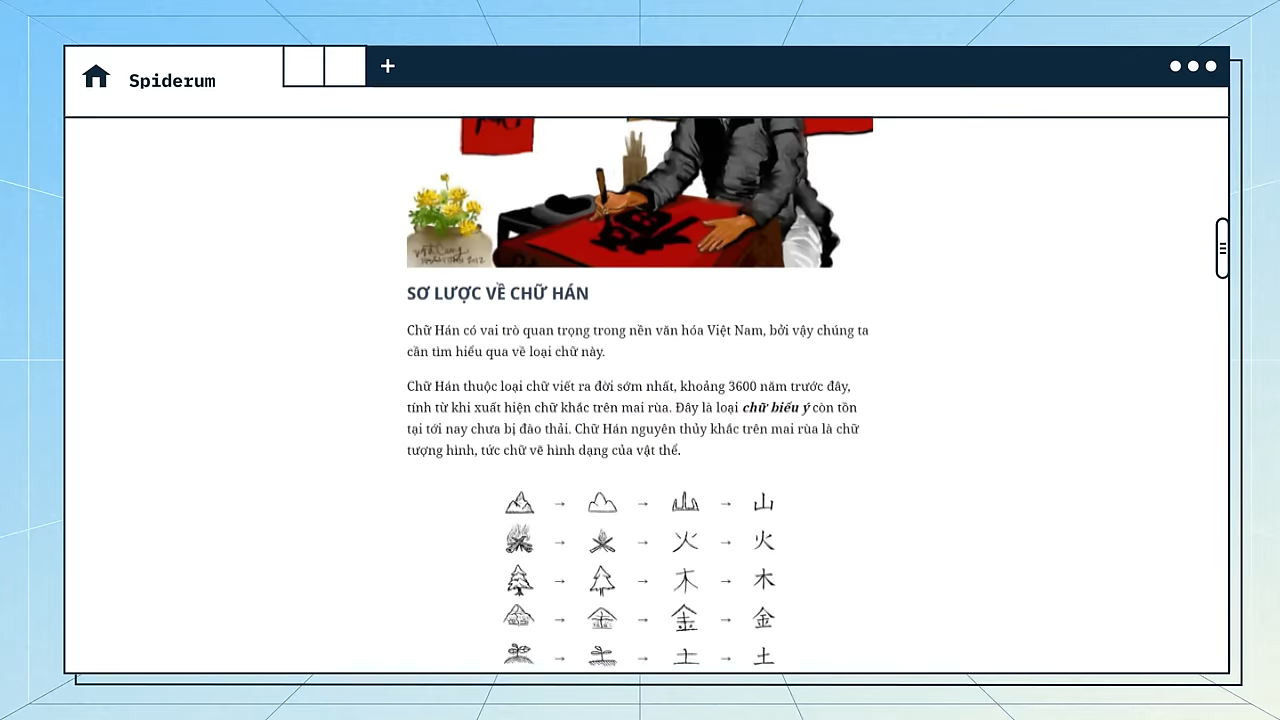 Spiderum
SƠ LƯỢC VỀ CHỮ HÁN
Chữ Hán có vai trò quan trọng trong nền văn hóa Việt Nam, bởi vậy chúng ta
cần tìm hiểu qua về loại chữ này.
Chữ Hán thuộc loại chữ viết ra đời sớm nhất, khoảng 3600 năm trước đây,
tính từ khi xuất hiện chữ khắc trên mai rùa. Đây là loại chữ biểu ý còn tồn
tại tới nay chưa bị đào thải. Chữ Hán nguyên thủy khắc trên mai rùa là chữ
tượng hình, tức chữ vẽ hình dạng của vật thể.
→ → → 山
→ → 火 → 火
→ → 木 → 木
→ → 金 → 金
→ → 土 → 土